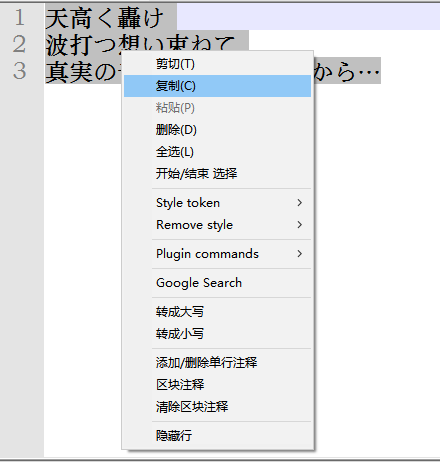 1 天高く轟け
2 波打つ想い束ねて
3 真実の
から…
剪切(T)
复制(C)
粘贴(P)
删除(D)
全选(L)
开始/结束 选择
Style token
Remove style
Plugin commands
Google Search
转成大写
转成小写
添加/删除单行注释
区块注释
清除区块注释
隐藏行